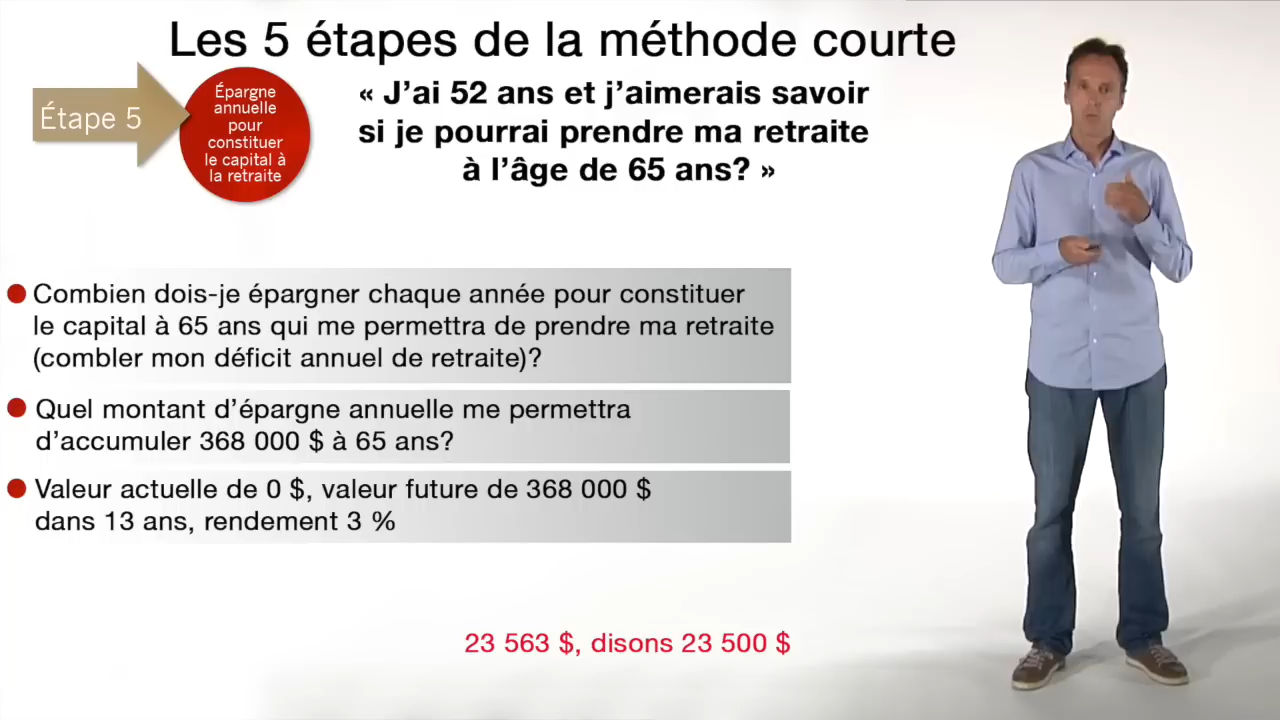 Les 5 étapes de la méthode courte
Étape 5
Épargne
annuelle
pour
constituer
le capital à
la retraite
« J’ai 52 ans et j’aimerais savoir
si je pourrai prendre ma retraite
à l’âge de 65 ans? »
Combien dois-je épargner chaque année pour constituer
le capital à 65 ans qui me permettra de prendre ma retraite
(combler mon déficit annuel de retraite)?
Quel montant d’épargne annuelle me permettra
d’accumuler 368 000 $ à 65 ans?
Valeur actuelle de 0 $, valeur future de 368 000 $
dans 13 ans, rendement 3 %
23 563 $, disons 23 500 $